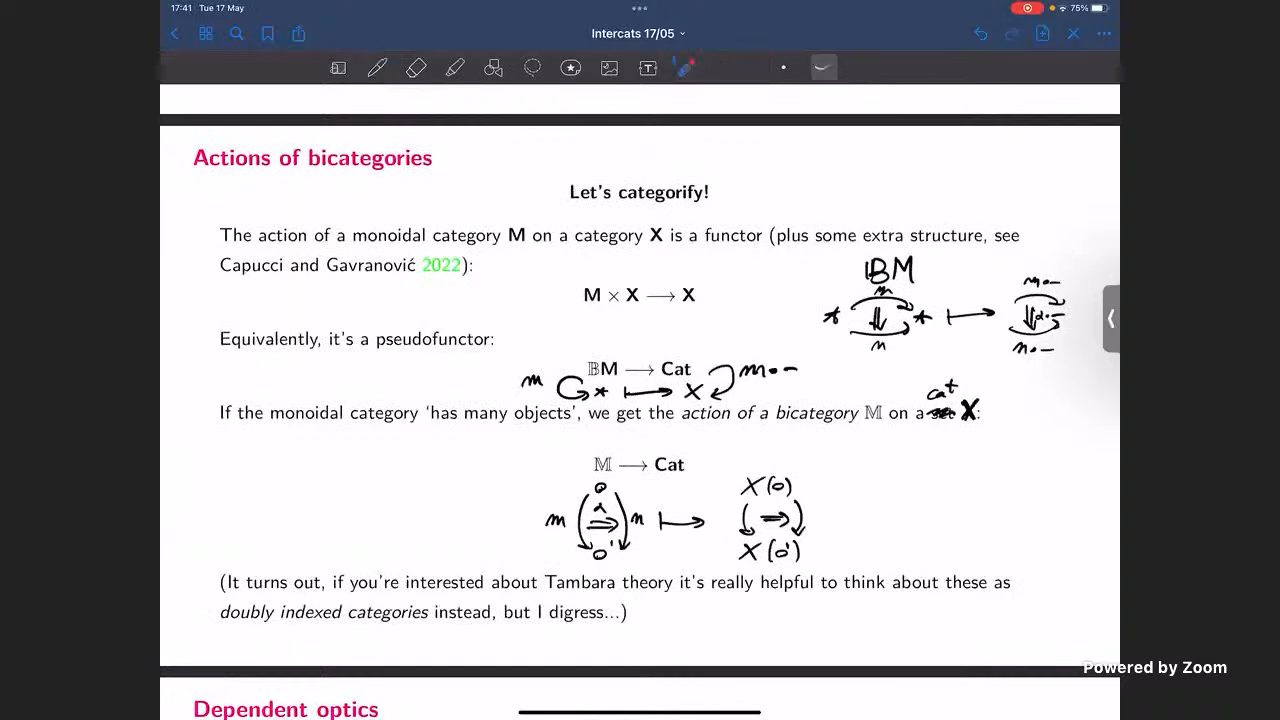 17:41 Tue 17 May
75%
Intercats 17/05
Actions of bicategories
Let's categorify!
The action of a monoidal category M on a category X is a functor (plus some extra structure, see
Capucci and Gavranović 2022):
M × X ⟶ X
𝔹M
m
* ⇓ * ⟼ ⇓
n
m•-
n•-
Equivalently, it's a pseudofunctor:
𝔹M ⟶ Cat
m * ⟼ X m•-
cat
If the monoidal category 'has many objects', we get the action of a bicategory 𝕄 on a set X:
𝕄 ⟶ Cat
o X(o)
m α ⇒ n ⟼ ⇒
o' X(o')
(It turns out, if you're interested about Tambara theory it's really helpful to think about these as
doubly indexed categories instead, but I digress...)
Powered by Zoom
Dependent optics